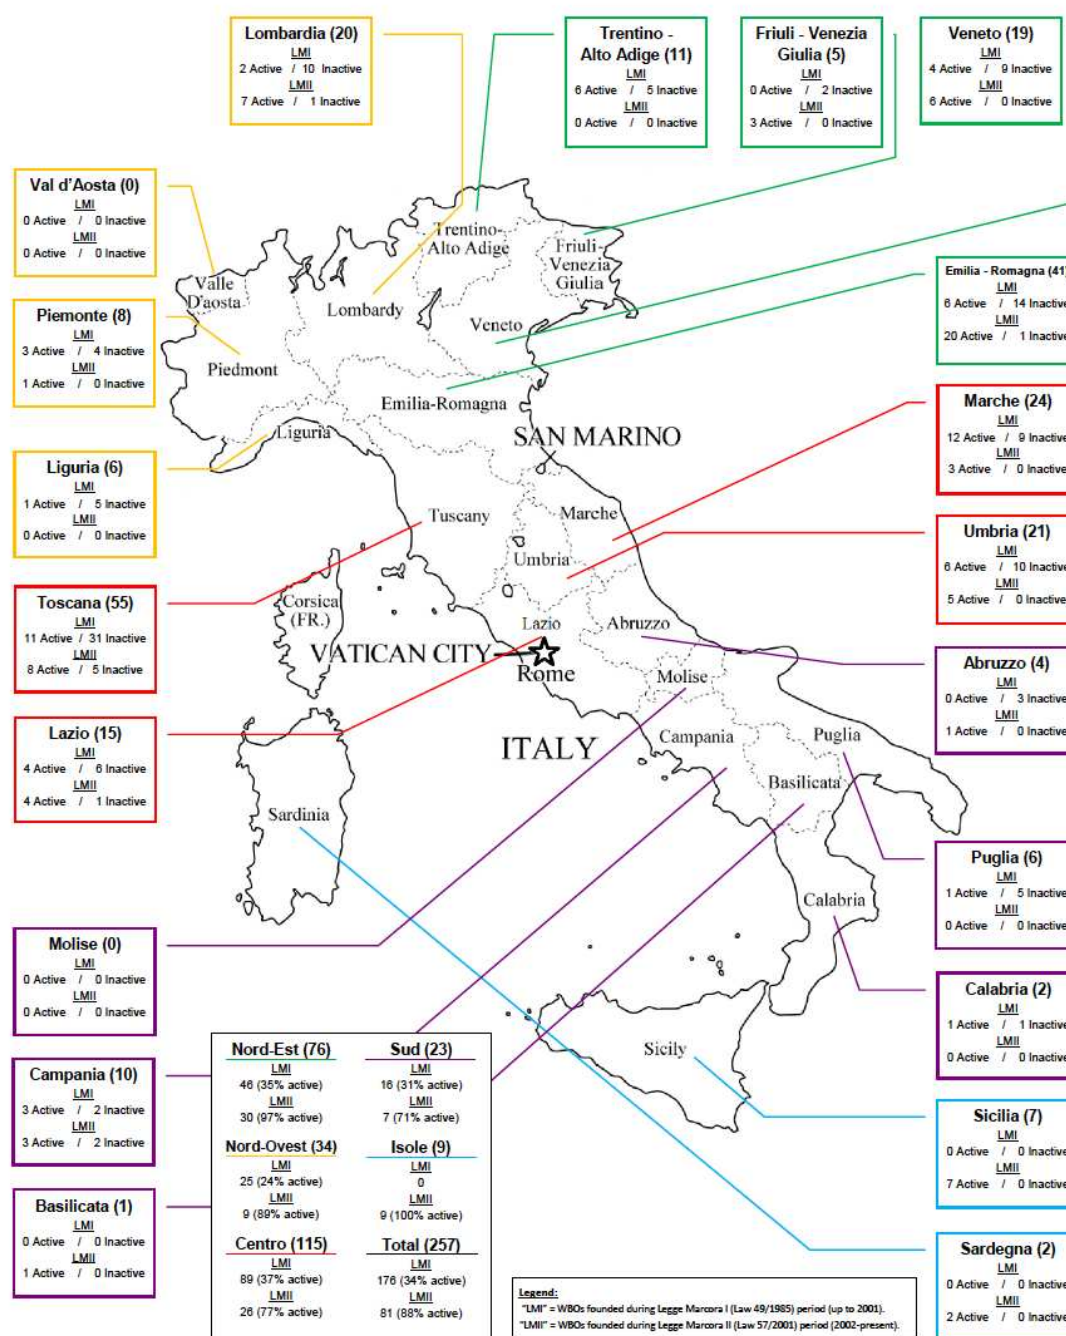 Lombardia (20)
LMI
2 Active / 10 Inactive
LMII
7 Active / 1 Inactive
Trentino -
Alto Adige (11)
LMI
6 Active / 5 Inactive
LMII
0 Active / 0 Inactive
Friuli - Venezia
Giulia (5)
LMI
0 Active / 2 Inactive
LMII
3 Active / 0 Inactive
Veneto (19)
LMI
4 Active / 9 Inactive
LMII
6 Active / 0 Inactive
Val d'Aosta (0)
LMI
0 Active / 0 Inactive
LMII
0 Active / 0 Inactive
Piemonte (8)
LMI
3 Active / 4 Inactive
LMII
1 Active / 0 Inactive
Liguria (6)
LMI
1 Active / 5 Inactive
LMII
0 Active / 0 Inactive
Toscana (55)
LMI
11 Active / 31 Inactive
LMII
8 Active / 5 Inactive
Lazio (15)
LMI
4 Active / 6 Inactive
LMII
4 Active / 1 Inactive
Molise (0)
LMI
0 Active / 0 Inactive
LMII
0 Active / 0 Inactive
Campania (10)
LMI
3 Active / 2 Inactive
LMII
3 Active / 2 Inactive
Basilicata (1)
LMI
0 Active / 0 Inactive
LMII
1 Active / 0 Inactive
Trentino-
Alto Adige
Friuli-
Venezia
Giulia
Valle
D'aosta
Lombardy
Veneto
Piedmont
Emilia-Romagna
Liguria
SAN MARINO
Tuscany
Marche
Umbria
Corsica
(FR.)
Lazio
Abruzzo
VATICAN CITY
Rome
Molise
ITALY
Campania
Puglia
Basilicata
Sardinia
Calabria
Sicily
Emilia - Romagna (41)
LMI
6 Active / 14 Inactive
LMII
20 Active / 1 Inactive
Marche (24)
LMI
12 Active / 9 Inactive
LMII
3 Active / 0 Inactive
Umbria (21)
LMI
6 Active / 10 Inactive
LMII
5 Active / 0 Inactive
Abruzzo (4)
LMI
0 Active / 3 Inactive
LMII
1 Active / 0 Inactive
Puglia (6)
LMI
1 Active / 5 Inactive
LMII
0 Active / 0 Inactive
Calabria (2)
LMI
1 Active / 1 Inactive
LMII
0 Active / 0 Inactive
Sicilia (7)
LMI
0 Active / 0 Inactive
LMII
7 Active / 0 Inactive
Sardegna (2)
LMI
0 Active / 0 Inactive
LMII
2 Active / 0 Inactive
Nord-Est (76)
LMI
46 (35% active)
LMII
30 (97% active)
Sud (23)
LMI
16 (31% active)
LMII
7 (71% active)
Nord-Ovest (34)
LMI
25 (24% active)
LMII
9 (89% active)
Isole (9)
LMI
0
LMII
9 (100% active)
Centro (115)
LMI
89 (37% active)
LMII
26 (77% active)
Total (257)
LMI
176 (34% active)
LMII
81 (88% active)
Legend:
"LMI" = WBOs founded during Legge Marcora I (Law 49/1985) period (up to 2001).
"LMII" = WBOs founded during Legge Marcora II (Law 57/2001) period (2002-present).